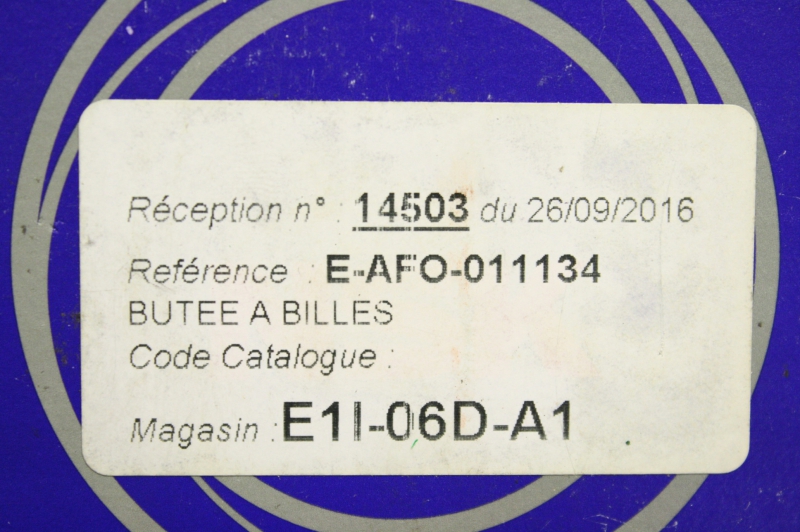 Réception n° : 14503 du 26/09/2016
Reférence : E-AFO-011134
BUTEE A BILLES
Code Catalogue :
Magasin : E1I-06D-A1